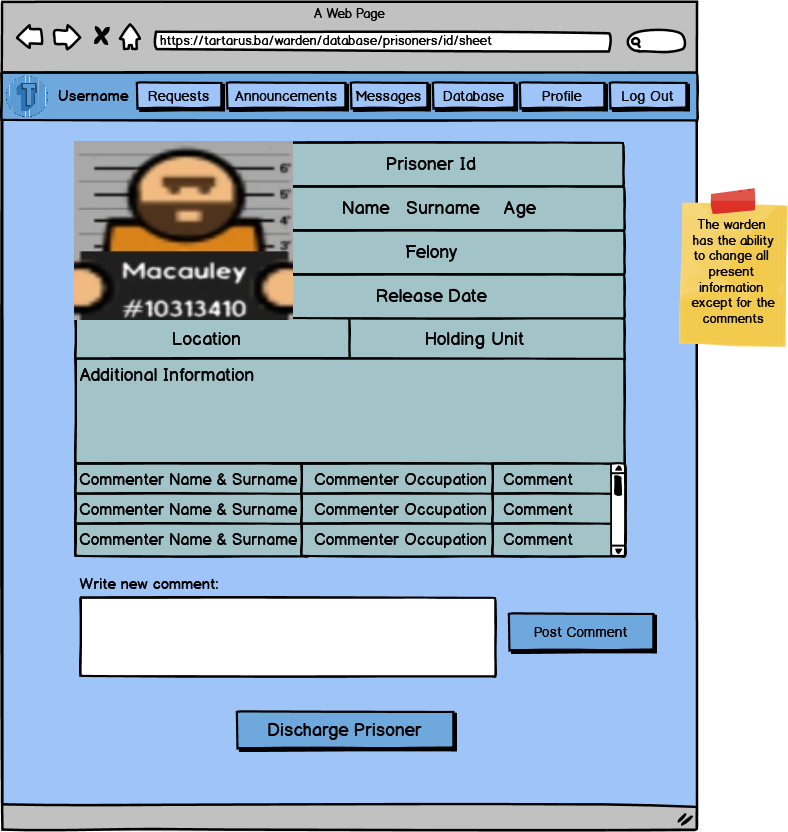 A Web Page
https://tartarus.ba/warden/database/prisoners/id/sheet
T Username Requests Announcements Messages Database Profile Log Out
6'
5'
4'
3'
Macauley
#10313410
Prisoner Id
Name Surname Age
Felony
Release Date
Location Holding Unit
Additional Information
Commenter Name & Surname Commenter Occupation Comment
Commenter Name & Surname Commenter Occupation Comment
Commenter Name & Surname Commenter Occupation Comment
Write new comment:
Post Comment
Discharge Prisoner
The warden
has the ability
to change all
present
information
except for the
comments